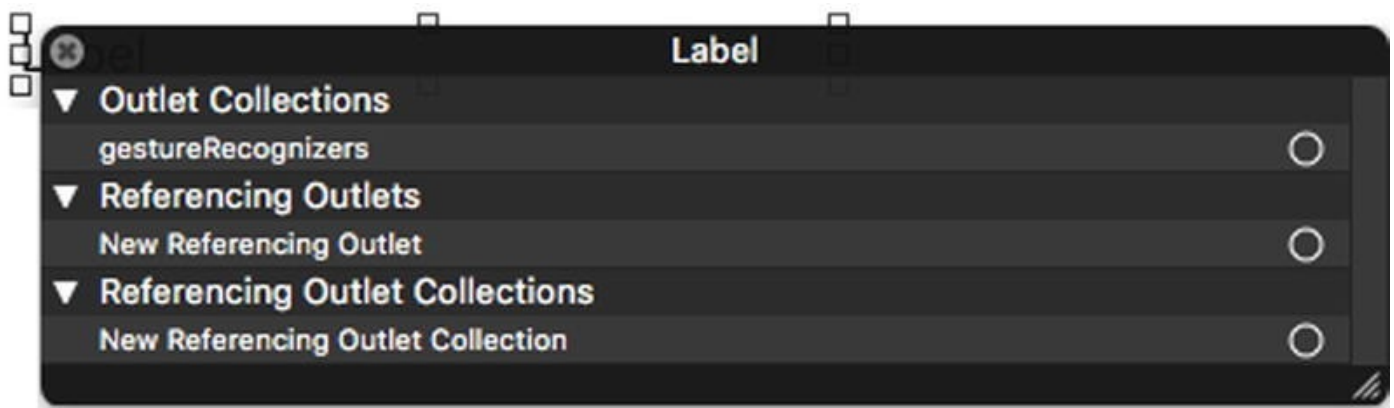 Label
Outlet Collections
gestureRecognizers
Referencing Outlets
New Referencing Outlet
Referencing Outlet Collections
New Referencing Outlet Collection